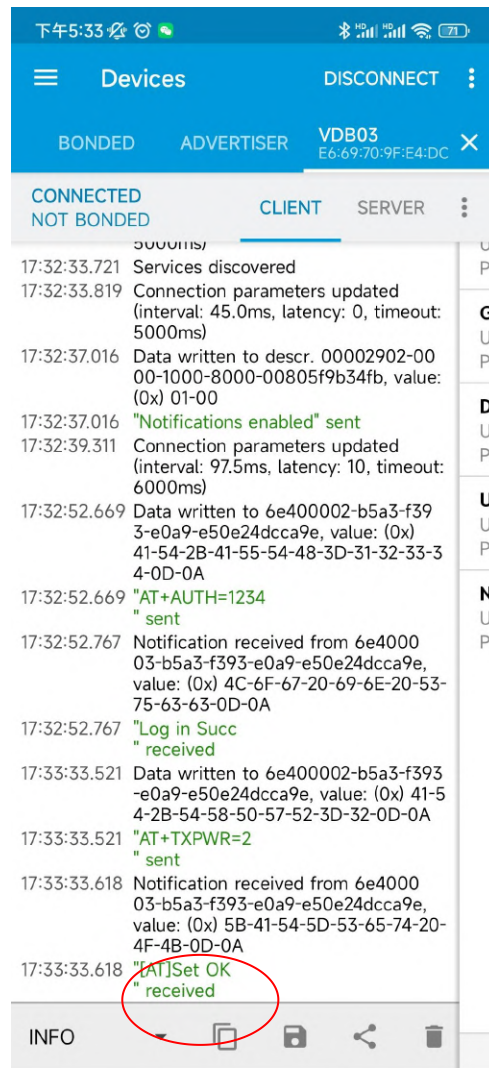 下午5:33
HD HD 71
Devices
DISCONNECT
BONDED
ADVERTISER
VDB03
E6:69:70:9F:E4:DC
CONNECTED
NOT BONDED
CLIENT
SERVER
5000ms)
17:32:33.721 Services discovered
17:32:33.819 Connection parameters updated
(interval: 45.0ms, latency: 0, timeout:
5000ms)
17:32:37.016 Data written to descr. 00002902-00
00-1000-8000-00805f9b34fb, value:
(0x) 01-00
17:32:37.016 "Notifications enabled" sent
17:32:39.311 Connection parameters updated
(interval: 97.5ms, latency: 10, timeout:
6000ms)
17:32:52.669 Data written to 6e400002-b5a3-f39
3-e0a9-e50e24dcca9e, value: (0x)
41-54-2B-41-55-54-48-3D-31-32-33-3
4-0D-0A
17:32:52.669 "AT+AUTH=1234
" sent
17:32:52.767 Notification received from 6e4000
03-b5a3-f393-e0a9-e50e24dcca9e,
value: (0x) 4C-6F-67-20-69-6E-20-53-
75-63-63-0D-0A
17:32:52.767 "Log in Succ
" received
17:33:33.521 Data written to 6e400002-b5a3-f393
-e0a9-e50e24dcca9e, value: (0x) 41-5
4-2B-54-58-50-57-52-3D-32-0D-0A
17:33:33.521 "AT+TXPWR=2
" sent
17:33:33.618 Notification received from 6e4000
03-b5a3-f393-e0a9-e50e24dcca9e,
value: (0x) 5B-41-54-5D-53-65-74-20-
4F-4B-0D-0A
17:33:33.618 "[AT]Set OK
" received
INFO